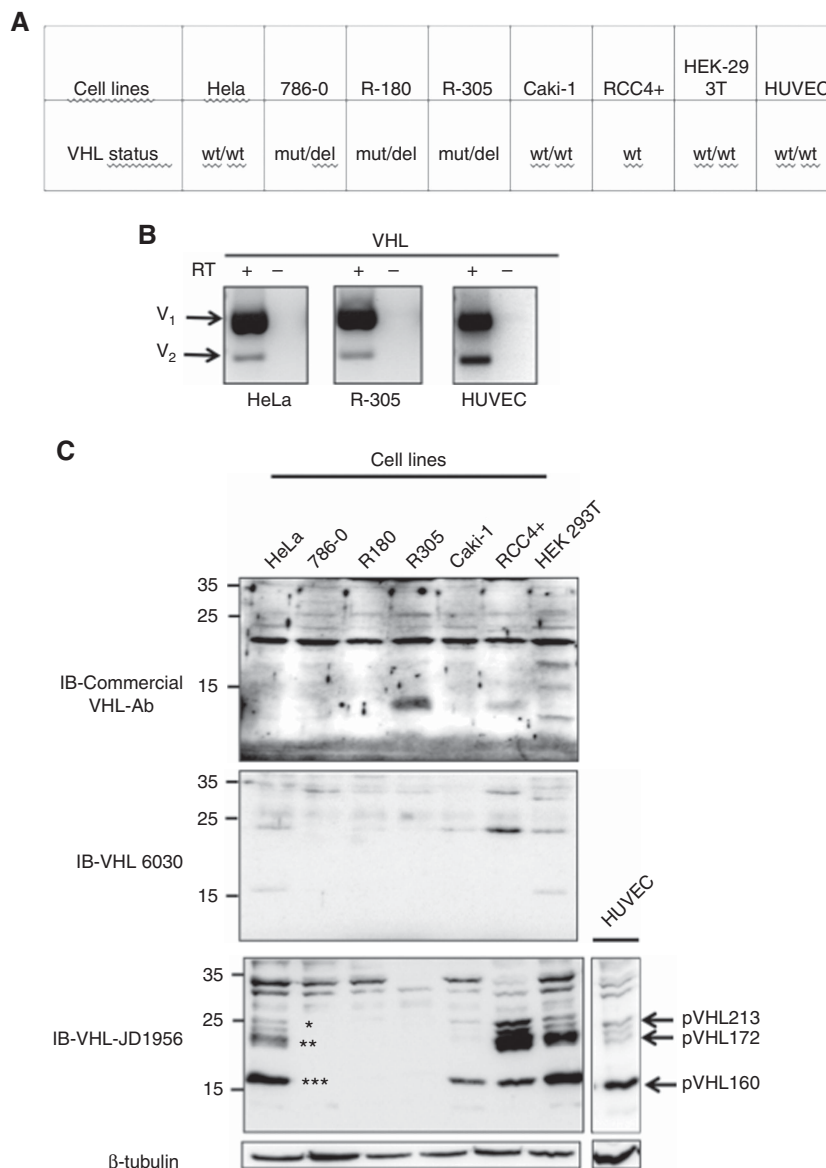 A
Cell lines Hela 786-0 R-180 R-305 Caki-1 RCC4+ HEK-29 3T HUVEC
VHL status wt/wt mut/del mut/del mut/del wt/wt wt wt/wt wt/wt
B
VHL
RT + − + − + −
V1
V2
HeLa R-305 HUVEC
C
Cell lines
HeLa 786-0 R180 R305 Caki-1 RCC4+ HEK 293T
35
25
15
IB-Commercial
VHL-Ab
35
25
IB-VHL 6030
15
HUVEC
35
25 * pVHL213
IB-VHL-JD1956 ** pVHL172
15 *** pVHL160
β-tubulin